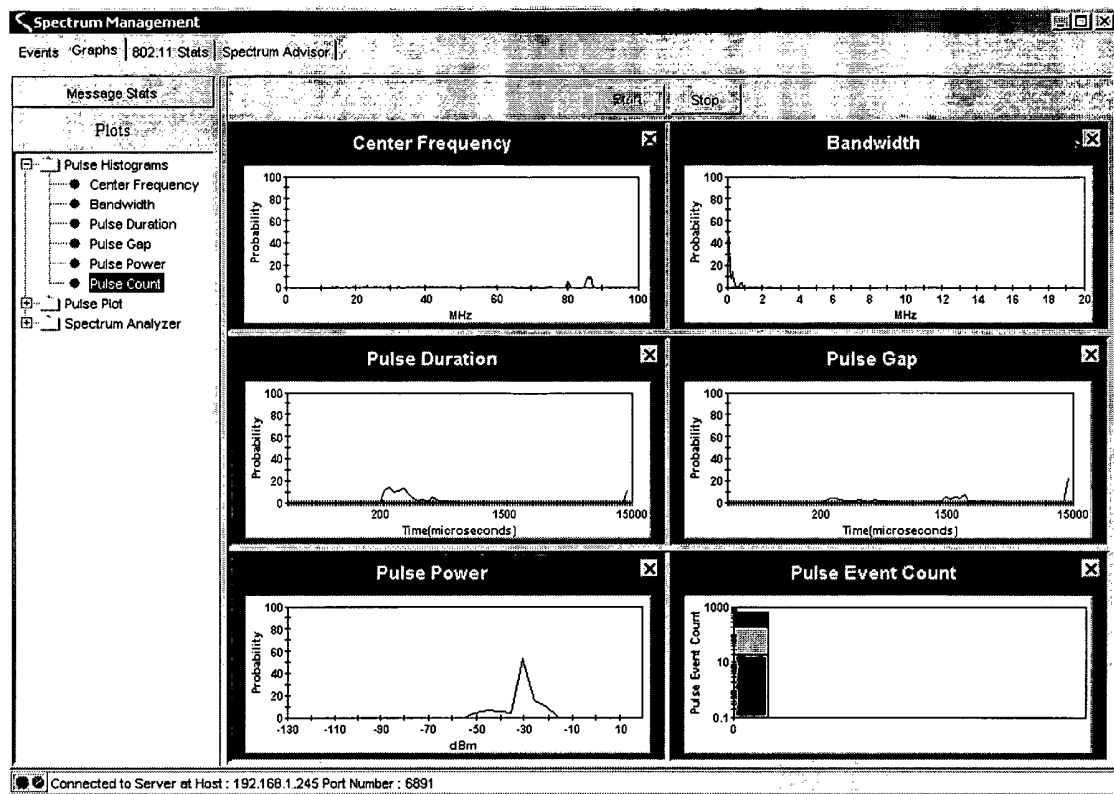 Spectrum Management
Events Graphs 802.11 Stats Spectrum Advisor
Message Stats
Plots
Pulse Histograms
Center Frequency
Bandwidth
Pulse Duration
Pulse Gap
Pulse Power
Pulse Count
Pulse Plot
Spectrum Analyzer
Start Stop
Center Frequency
Probability
100
80
60
40
20
0
0 20 40 60 80 100
MHz
Bandwidth
Probability
100
80
60
40
20
0
0 2 4 6 8 10 12 14 16 18 20
MHz
Pulse Duration
Probability
100
80
60
40
20
0
200 1500 15000
Time(microseconds)
Pulse Gap
Probability
100
80
60
40
20
0
200 1500 15000
Time(microseconds)
Pulse Power
Probability
100
80
60
40
20
0
-130 -110 -90 -70 -50 -30 -10 10
dBm
Pulse Event Count
Pulse Event Count
1000
10
0.1
0
Connected to Server at Host : 192.168.1.245 Port Number : 6891